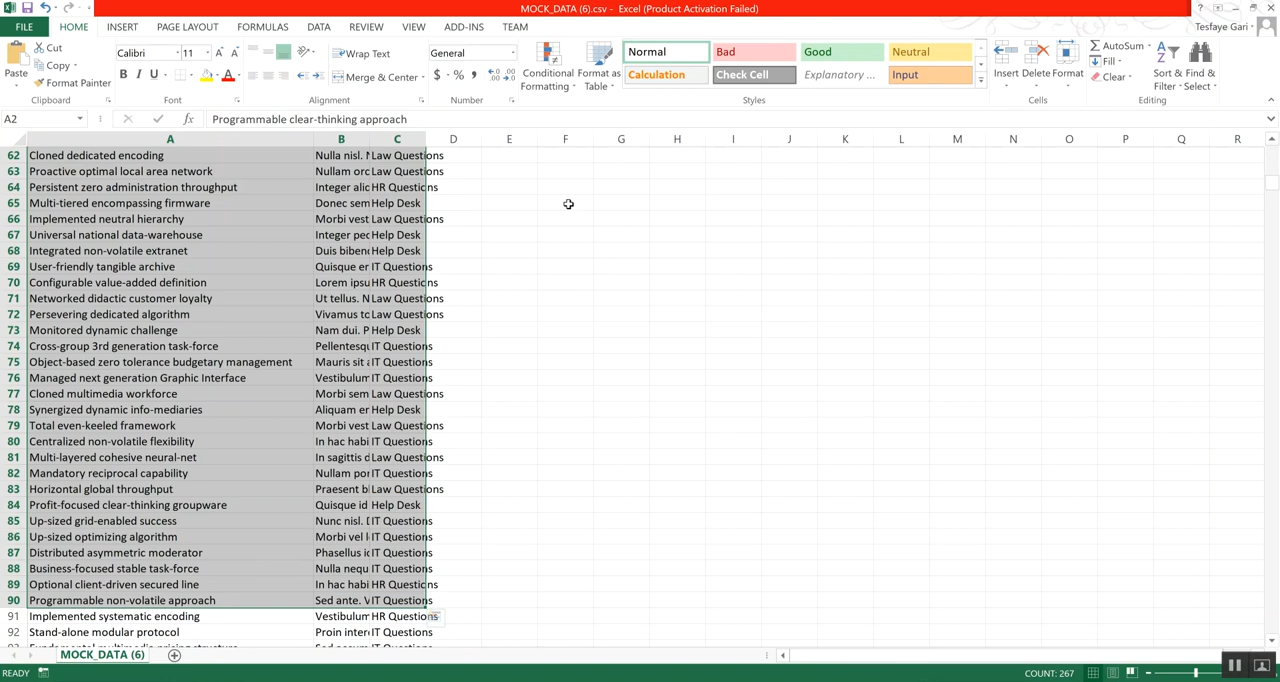 MOCK_DATA (6).csv - Excel (Product Activation Failed)
FILE HOME INSERT PAGE LAYOUT FORMULAS DATA REVIEW VIEW ADD-INS TEAM Tesfaye Gari
Paste Cut Copy Format Painter Clipboard
Calibri 11 B I U A Font
Wrap Text Merge & Center Alignment
General $ % Number
Conditional Formatting Format as Table
Normal Bad Good Neutral
Calculation Check Cell Explanatory ... Input
Styles
Insert Delete Format Cells
AutoSum Fill Clear Sort & Filter Find & Select Editing
A2 fx Programmable clear-thinking approach
A B C D E F G H I J K L M N O P Q R
62 Cloned dedicated encoding Nulla nisl. Law Questions
63 Proactive optimal local area network Nullam orc Law Questions
64 Persistent zero administration throughput Integer alic HR Questions
65 Multi-tiered encompassing firmware Donec sem Help Desk
66 Implemented neutral hierarchy Morbi vest Law Questions
67 Universal national data-warehouse Integer pec Help Desk
68 Integrated non-volatile extranet Duis bibend Help Desk
69 User-friendly tangible archive Quisque er IT Questions
70 Configurable value-added definition Lorem ipsu HR Questions
71 Networked didactic customer loyalty Ut tellus. N Law Questions
72 Persevering dedicated algorithm Vivamus to Law Questions
73 Monitored dynamic challenge Nam dui. P Help Desk
74 Cross-group 3rd generation task-force Pellentesq IT Questions
75 Object-based zero tolerance budgetary management Mauris sit a IT Questions
76 Managed next generation Graphic Interface Vestibulum IT Questions
77 Cloned multimedia workforce Morbi sem Law Questions
78 Synergized dynamic info-mediaries Aliquam er Help Desk
79 Total even-keeled framework Morbi vest Law Questions
80 Centralized non-volatile flexibility In hac habi IT Questions
81 Multi-layered cohesive neural-net In sagittis d Law Questions
82 Mandatory reciprocal capability Nullam por IT Questions
83 Horizontal global throughput Praesent b Law Questions
84 Profit-focused clear-thinking groupware Quisque id Help Desk
85 Up-sized grid-enabled success Nunc nisl. IT Questions
86 Up-sized optimizing algorithm Morbi vel IT Questions
87 Distributed asymmetric moderator Phasellus i IT Questions
88 Business-focused stable task-force Nulla nequ IT Questions
89 Optional client-driven secured line In hac habi HR Questions
90 Programmable non-volatile approach Sed ante. V IT Questions
91 Implemented systematic encoding Vestibulum HR Questions
92 Stand-alone modular protocol Proin inter IT Questions
MOCK_DATA (6)
READY COUNT: 267